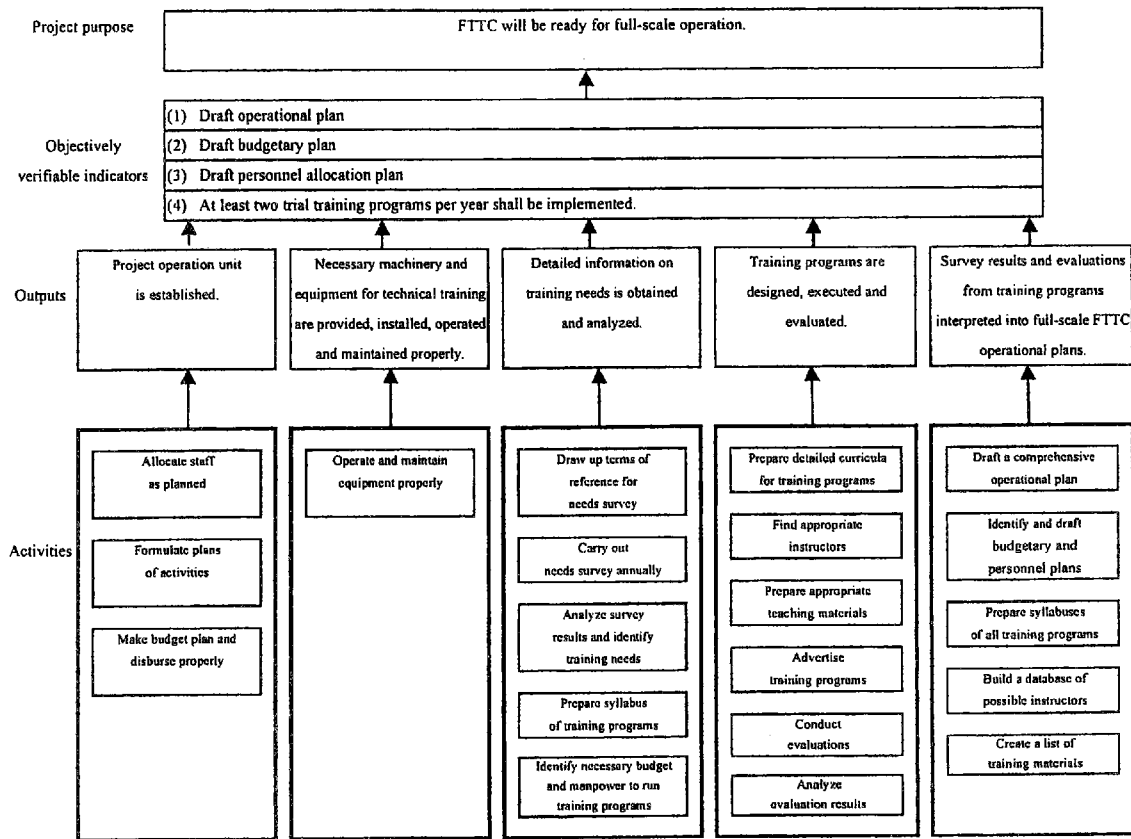 Project purpose
FTTC will be ready for full-scale operation.
Objectively
verifiable indicators
(1) Draft operational plan
(2) Draft budgetary plan
(3) Draft personnel allocation plan
(4) At least two trial training programs per year shall be implemented.
Outputs
Project operation unit
is established.
Necessary machinery and
equipment for technical training
are provided, installed, operated
and maintained properly.
Detailed information on
training needs is obtained
and analyzed.
Training programs are
designed, executed and
evaluated.
Survey results and evaluations
from training programs
interpreted into full-scale FTTC
operational plans.
Activities
Allocate staff
as planned
Formulate plans
of activities
Make budget plan and
disburse properly
Operate and maintain
equipment properly
Draw up terms of
reference for
needs survey
Carry out
needs survey annually
Analyze survey
results and identify
training needs
Prepare syllabus
of training programs
Identify necessary budget
and manpower to run
training programs
Prepare detailed curricula
for training programs
Find appropriate
instructors
Prepare appropriate
teaching materials
Advertise
training programs
Conduct
evaluations
Analyze
evaluation results
Draft a comprehensive
operational plan
Identify and draft
budgetary and
personnel plans
Prepare syllabuses
of all training programs
Build a database of
possible instructors
Create a list of
training materials